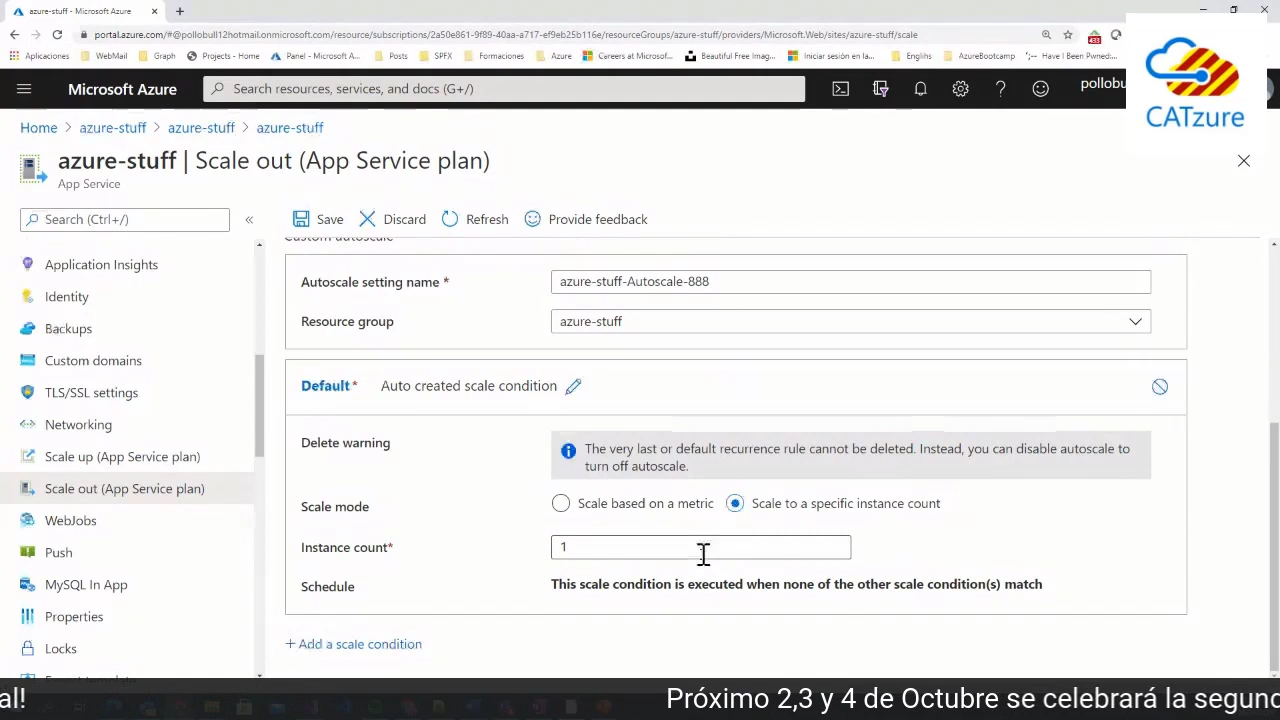 azure-stuff - Microsoft Azure
portal.azure.com/#@pollobull12hotmail.onmicrosoft.com/resource/subscriptions/2a50e861-9f89-40aa-a717-ef9eb25b116e/resourceGroups/azure-stuff/providers/Microsoft.Web/sites/azure-stuff/scale
433
Aplicaciones WebMail Graph Projects - Home Panel - Microsoft A... Posts SPFX Formaciones Azure Careers at Microsof... Beautiful Free Imag... Iniciar sesión en la... Englihs AzureBootcamp Have I Been Pwned...
Microsoft Azure
Search resources, services, and docs (G+/)
pollobu
CATzure
Home > azure-stuff > azure-stuff > azure-stuff
azure-stuff | Scale out (App Service plan)
App Service
Search (Ctrl+/)
«
Save Discard Refresh Provide feedback
Application Insights
Identity
Backups
Custom domains
TLS/SSL settings
Networking
Scale up (App Service plan)
Scale out (App Service plan)
WebJobs
Push
MySQL In App
Properties
Locks
Custom autoscale
Autoscale setting name *
azure-stuff-Autoscale-888
Resource group
azure-stuff
Default* Auto created scale condition
Delete warning
The very last or default recurrence rule cannot be deleted. Instead, you can disable autoscale to
turn off autoscale.
Scale mode
Scale based on a metric Scale to a specific instance count
Instance count*
1
Schedule
This scale condition is executed when none of the other scale condition(s) match
+ Add a scale condition
al! Próximo 2,3 y 4 de Octubre se celebrará la segund